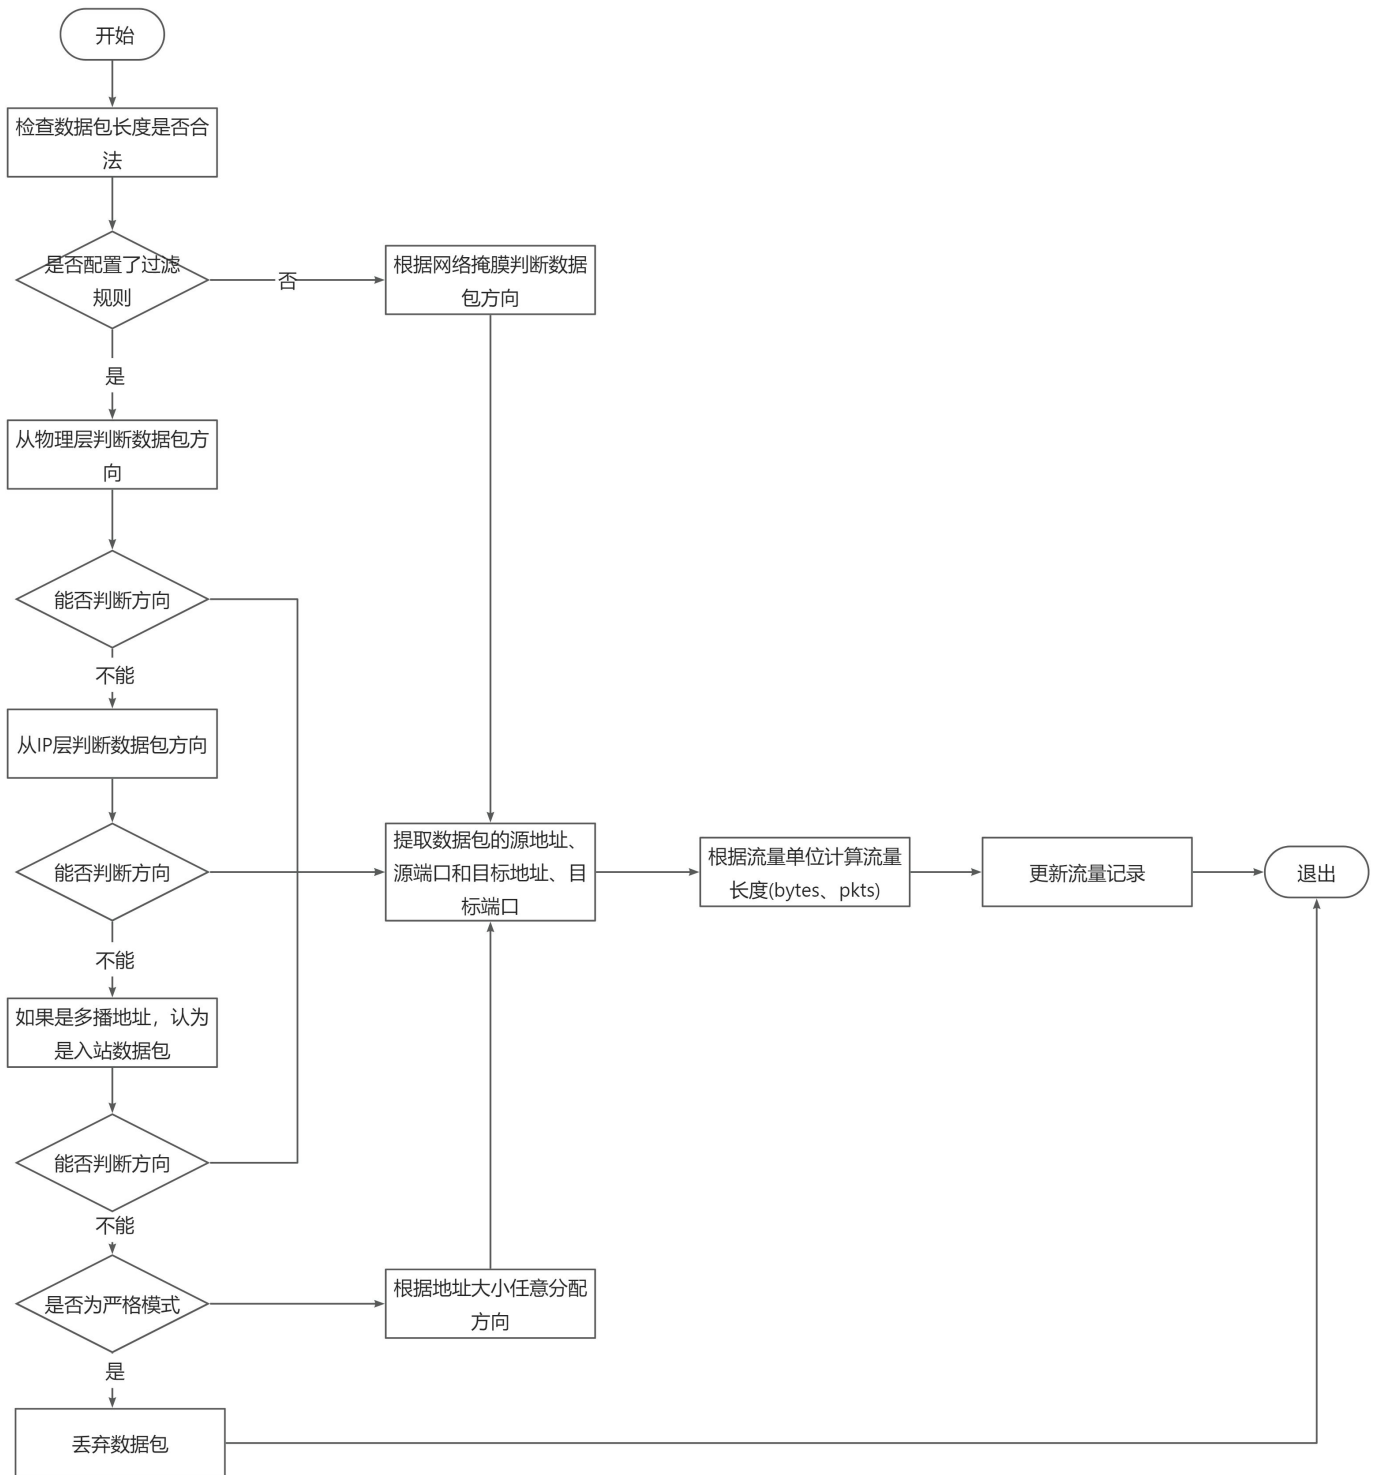 开始
检查数据包长度是否合
法
是否配置了过滤
规则
否
根据网络掩膜判断数据
包方向
是
从物理层判断数据包方
向
能否判断方向
不能
从IP层判断数据包方向
能否判断方向
提取数据包的源地址、
源端口和目标地址、目
标端口
根据流量单位计算流量
长度(bytes、pkts)
更新流量记录
退出
不能
如果是多播地址，认为
是入站数据包
能否判断方向
不能
是否为严格模式
根据地址大小任意分配
方向
是
丢弃数据包